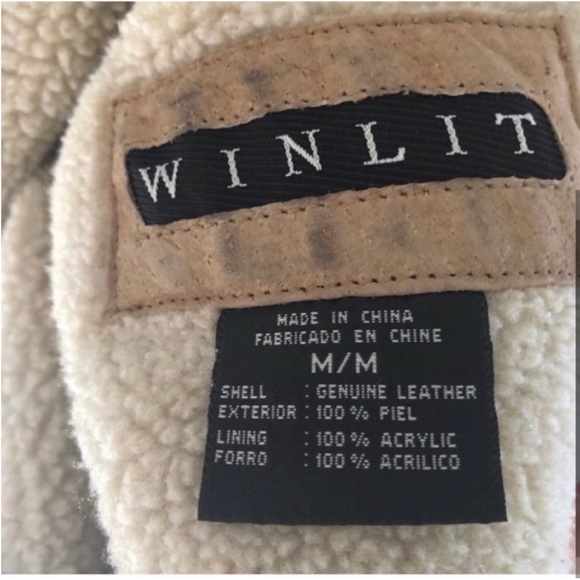 WINLIT
MADE IN CHINA
FABRICADO EN CHINE
M/M
SHELL : GENUINE LEATHER
EXTERIOR : 100% PIEL
LINING : 100% ACRYLIC
FORRO : 100% ACRILICO